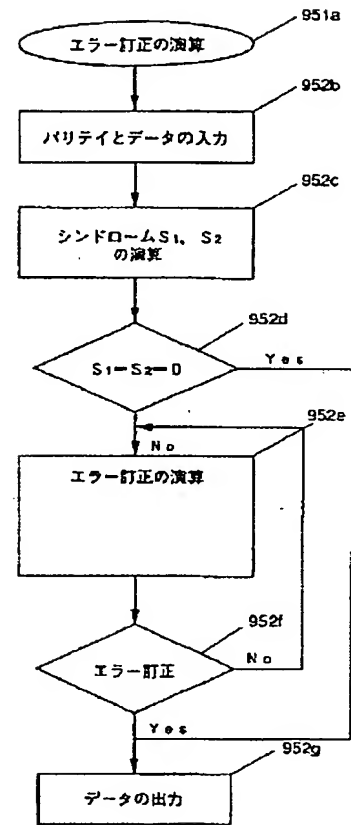 951a
エラー訂正の演算
952b
パリティとデータの入力
952c
シンドロームS1, S2
の演算
952d
S1=S2=0
Yes
952e
No
エラー訂正の演算
952f
エラー訂正
No
Yes
952g
データの出力